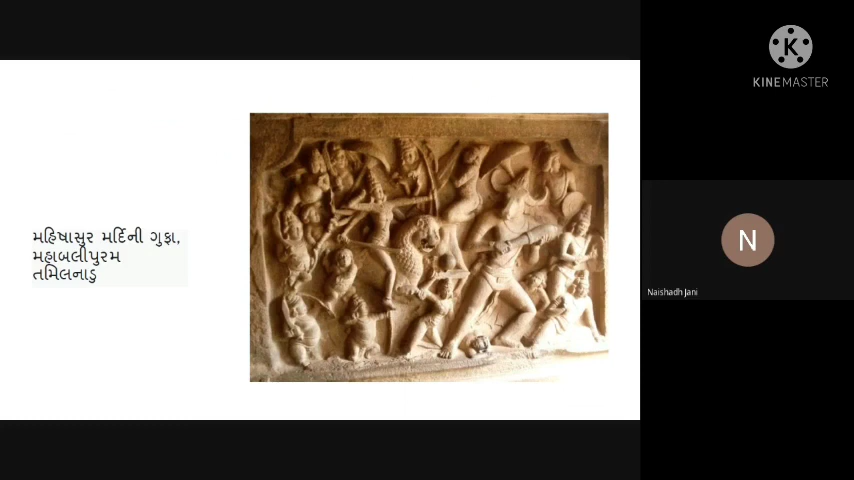 મહિષાસુર મર્દિની ગુફા,
મહાબલીપુરમ
તમિલનાડુ
K
KINEMASTER
N
Naishadh Jani